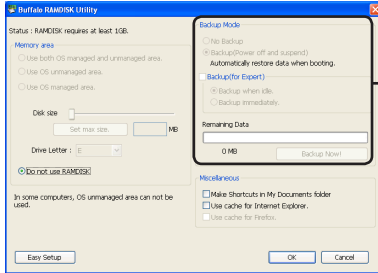 Buffalo RAMDISK Utility
Status : RAMDISK requires at least 1GB.
Memory area
Use both OS managed and unmanaged area.
Use OS unmanaged area.
Use OS managed area.
Disk size
Set max size.
MB
Drive Letter : E
Do not use RAMDISK
In some computers, OS unmanaged area can not be
used.
Easy Setup
Backup Mode
No Backup
Backup(Power off and suspend)
Automatically restore data when booting.
Backup(for Expert)
Backup when idle.
Backup immediately.
Remaining Data
0 MB
Backup Now!
Miscellaneous
Make Shortcuts in My Documents folder
Use cache for Internet Explorer.
Use cache for Firefox.
OK
Cancel